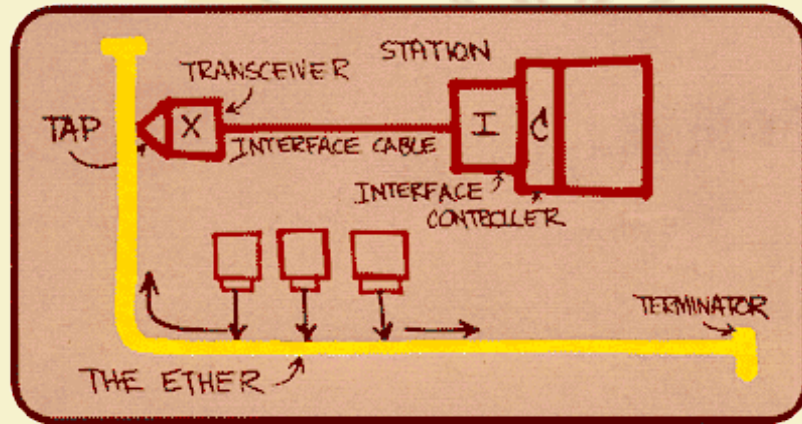 STATION
TRANSCEIVER
TAP
X
I
C
INTERFACE CABLE
INTERFACE
CONTROLLER
TERMINATOR
THE ETHER